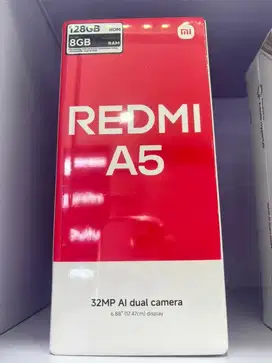 128GB ROM
8GB RAM
mi
REDMI
A5
32MP AI dual camera
6.88" (17.47cm) display